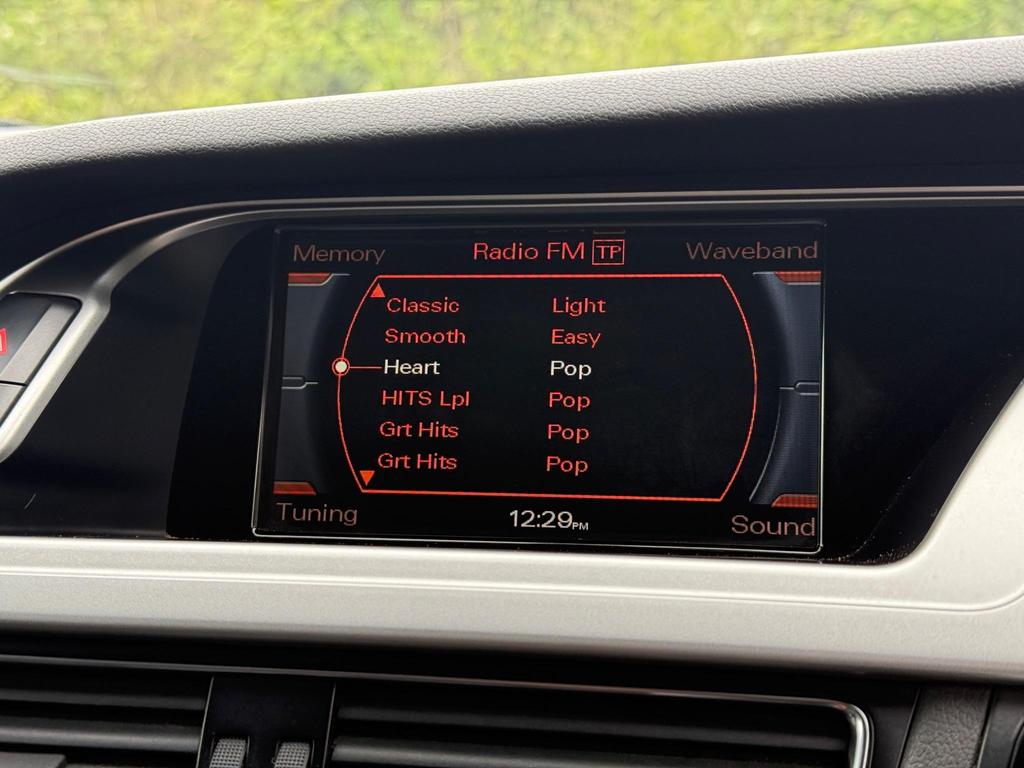 Memory Radio FM TP Waveband
Classic Light
Smooth Easy
Heart Pop
HITS Lpl Pop
Grt Hits Pop
Grt Hits Pop
Tuning 12:29PM Sound